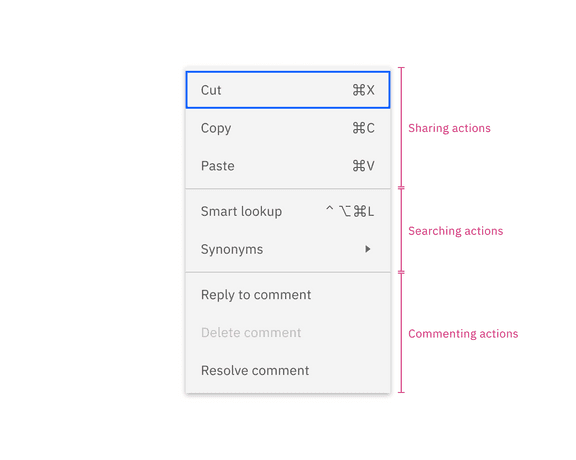 Cut ⌘X
Copy ⌘C
Sharing actions
Paste ⌘V
Smart lookup ⌃⌥⌘L
Searching actions
Synonyms
Reply to comment
Delete comment
Commenting actions
Resolve comment